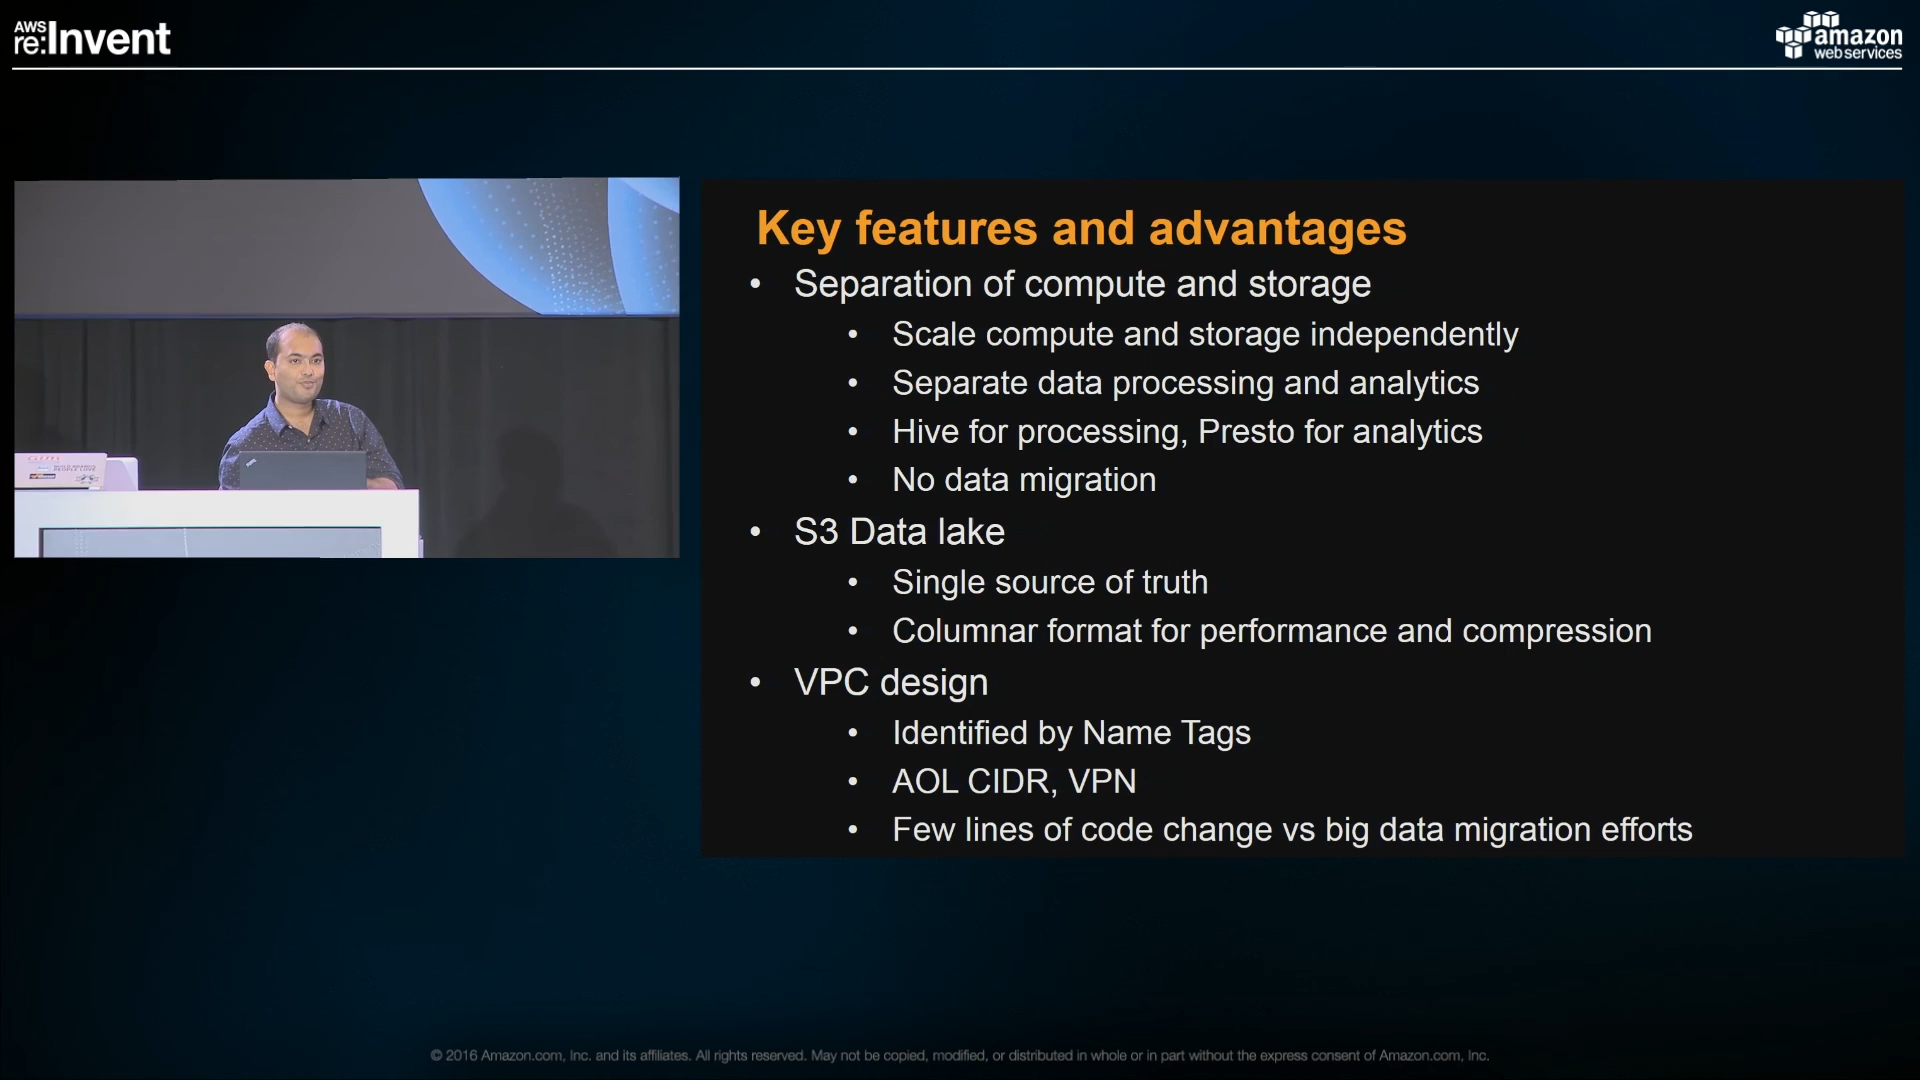 AWS
re:Invent
amazon
web services
Key features and advantages
• Separation of compute and storage
• Scale compute and storage independently
• Separate data processing and analytics
• Hive for processing, Presto for analytics
• No data migration
• S3 Data lake
• Single source of truth
• Columnar format for performance and compression
• VPC design
• Identified by Name Tags
• AOL CIDR, VPN
• Few lines of code change vs big data migration efforts
© 2016 Amazon.com, Inc. and its affiliates. All rights reserved. May not be copied, modified, or distributed in whole or in part without the express consent of Amazon.com, Inc.